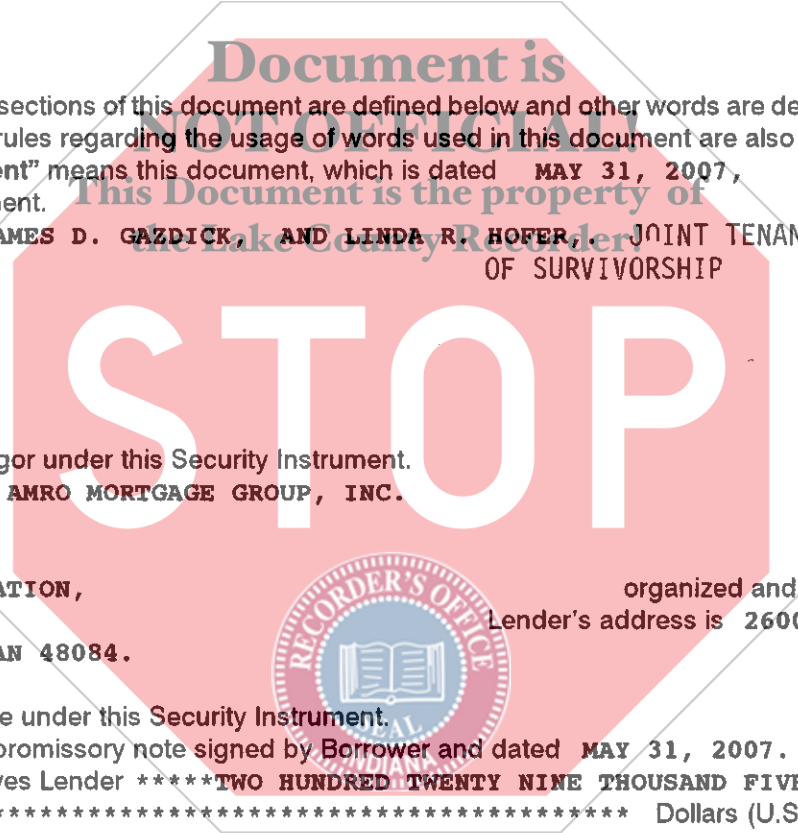 Document is
sections of this document are defined below and other words are de
NOT OFFICIAL!
rules regarding the usage of words used in this document are also
ent” means this document, which is dated MAY 31, 2007,
This Document is the property of
ment.
AMES D. GAZDICK, AND LINDA R. HOFER,. JOINT TENAN
the Lake County Recorder!
OF SURVIVORSHIP
STOP
gor under this Security Instrument.
AMRO MORTGAGE GROUP, INC.
ATION,
organized and
Lender's address is 2600
AN 48084.
RECORDER'S OFFICE
SEAL
INDIANA
e under this Security Instrument.
promissory note signed by Borrower and dated MAY 31, 2007.
ves Lender *****TWO HUNDRED TWENTY NINE THOUSAND FIVE
**************************************** Dollars (U.S